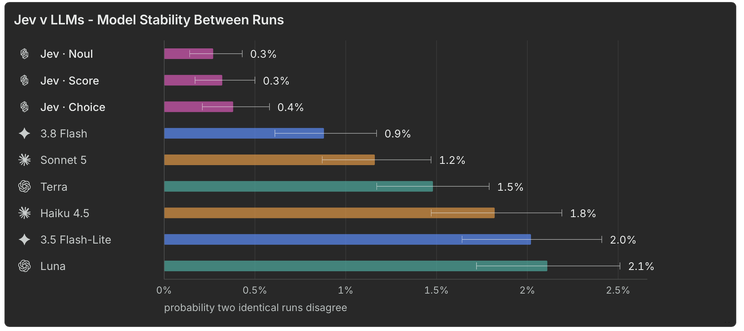 Jev v LLMs - Model Stability Between Runs
Jev · Noul 0.3%
Jev · Score 0.3%
Jev · Choice 0.4%
3.8 Flash 0.9%
Sonnet 5 1.2%
Terra 1.5%
Haiku 4.5 1.8%
3.5 Flash-Lite 2.0%
Luna 2.1%
0% 0.5% 1% 1.5% 2% 2.5%
probability two identical runs disagree